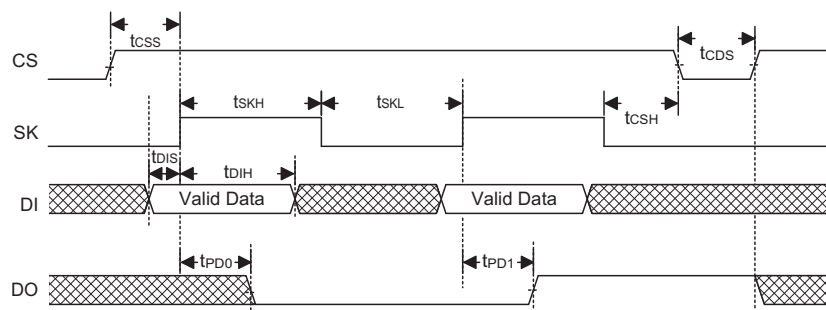 tCSS
CS
tCDS
tSKH
tSKL
tCSH
SK
tDIS
tDIH
DI
Valid Data
Valid Data
tPD0
tPD1
DO